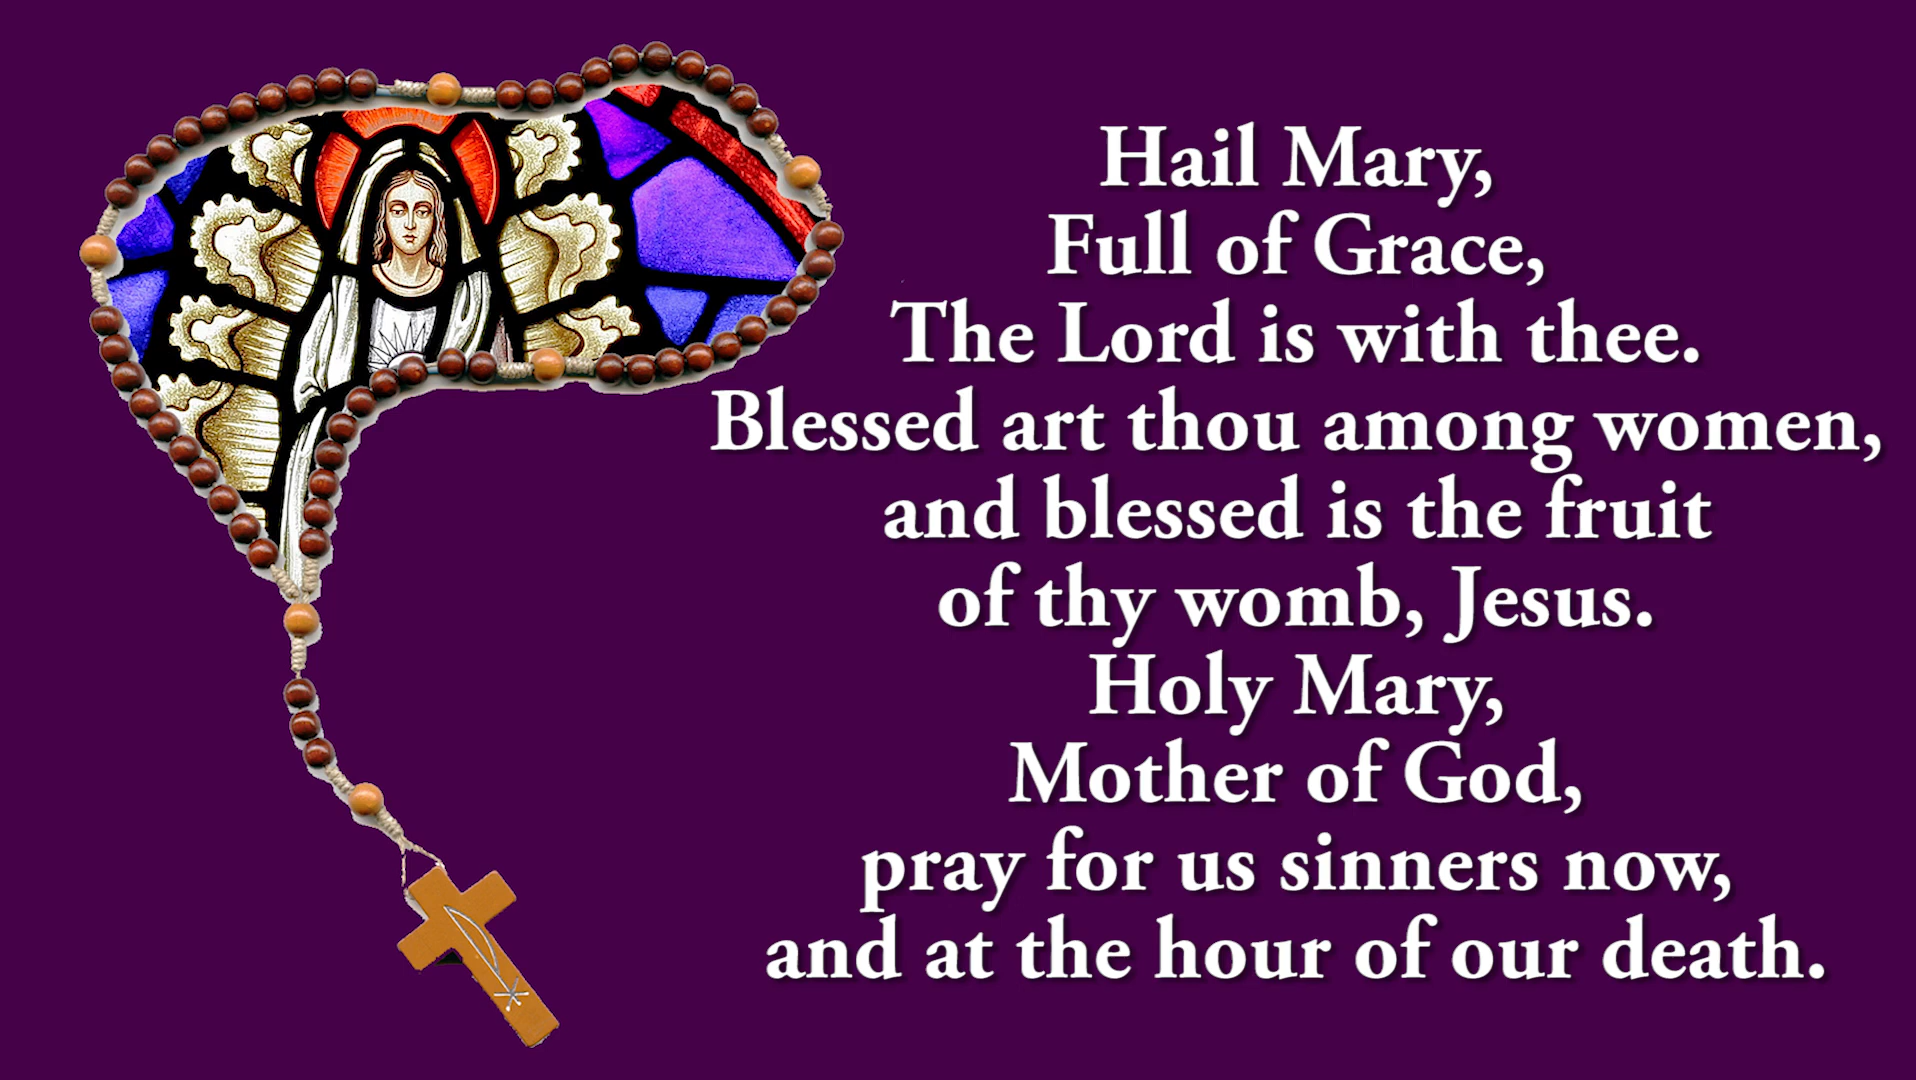 Hail Mary,
Full of Grace,
The Lord is with thee.
Blessed art thou among women,
and blessed is the fruit
of thy womb, Jesus.
Holy Mary,
Mother of God,
pray for us sinners now,
and at the hour of our death.